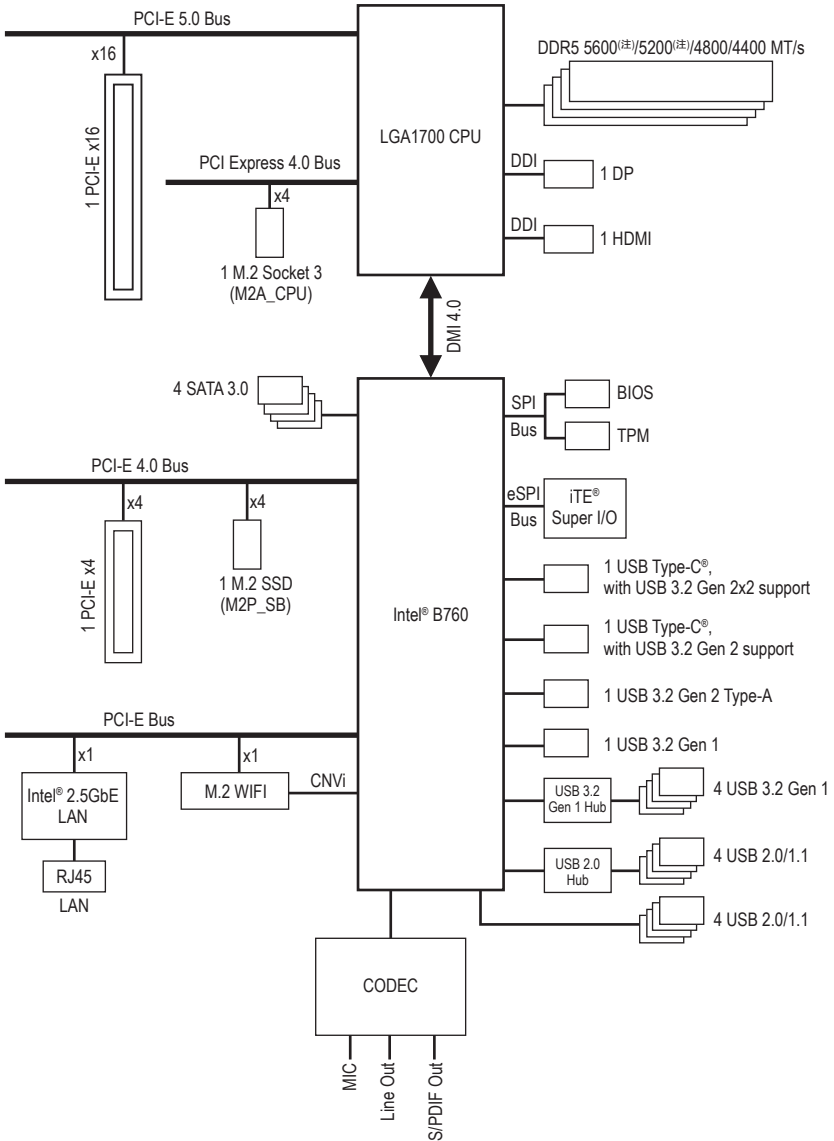 PCI-E 5.0 Bus
x16
1 PCI-E x16
DDR5 5600(注)/5200(注)/4800/4400 MT/s
LGA1700 CPU
PCI Express 4.0 Bus
x4
1 M.2 Socket 3
(M2A_CPU)
DDI
1 DP
DDI
1 HDMI
DMI 4.0
4 SATA 3.0
SPI
Bus
BIOS
TPM
PCI-E 4.0 Bus
x4
x4
1 PCI-E x4
1 M.2 SSD
(M2P_SB)
eSPI
Bus
iTE®
Super I/O
Intel® B760
1 USB Type-C®,
with USB 3.2 Gen 2x2 support
1 USB Type-C®,
with USB 3.2 Gen 2 support
1 USB 3.2 Gen 2 Type-A
1 USB 3.2 Gen 1
PCI-E Bus
x1
x1
Intel® 2.5GbE
LAN
M.2 WIFI
CNVi
RJ45
LAN
USB 3.2
Gen 1 Hub
4 USB 3.2 Gen 1
USB 2.0
Hub
4 USB 2.0/1.1
4 USB 2.0/1.1
CODEC
MIC
Line Out
S/PDIF Out